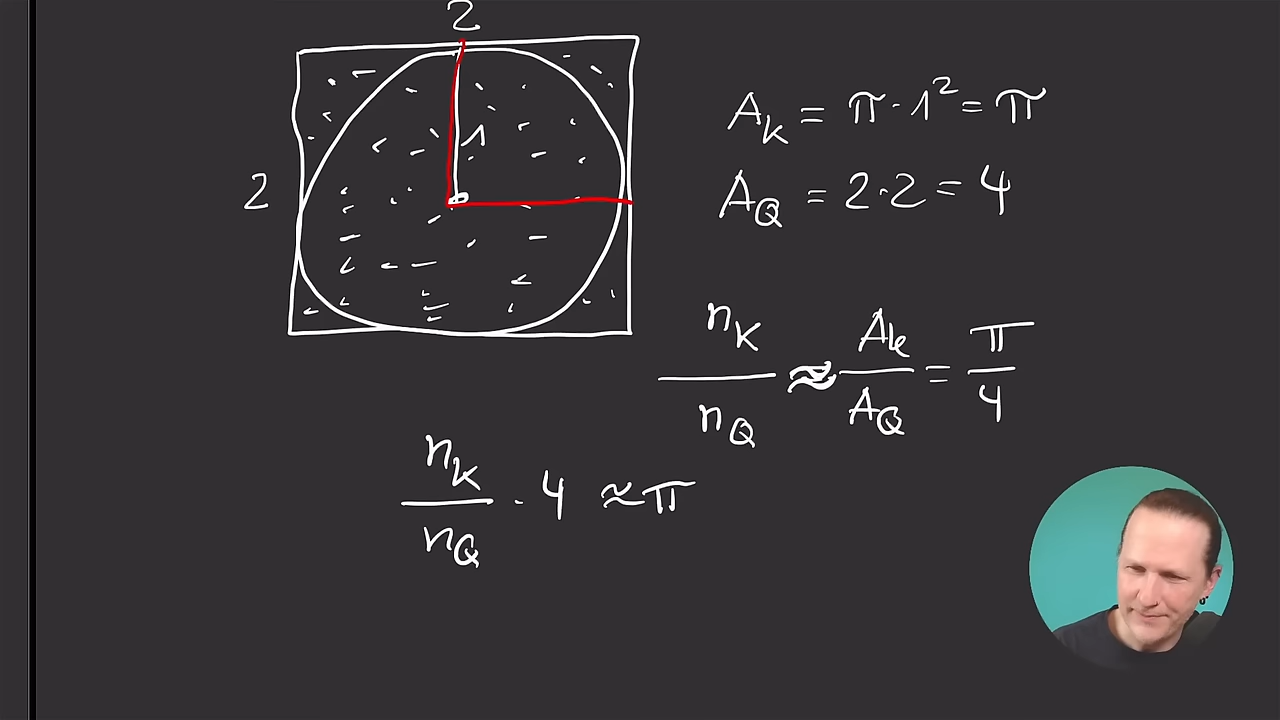 2
2
1
A_K = π · 1² = π
A_Q = 2 · 2 = 4
n_K / n_Q ≈ A_K / A_Q = π / 4
n_K / n_Q · 4 ≈ π